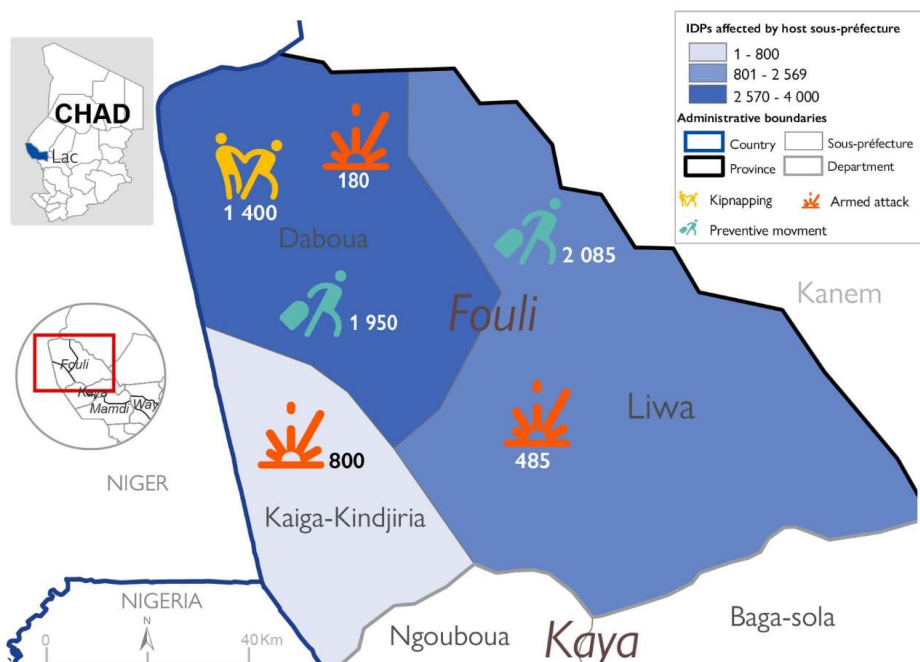 CHAD
Lac
IDPs affected by host sous-préfecture
1 - 800
801 - 2 569
2 570 - 4 000
Administrative boundaries
Country
Sous-préfecture
Province
Department
Kipnapping
Armed attack
Preventive movment
180
1 400
Daboua
2 085
Kanem
1 950
Fouli
Fouli
Kaya
Mamdi
Way
Liwa
800
485
NIGER
Kaiga-Kindjiria
NIGERIA
N
0
40 Km
Ngouboua
Kaya
Baga-sola